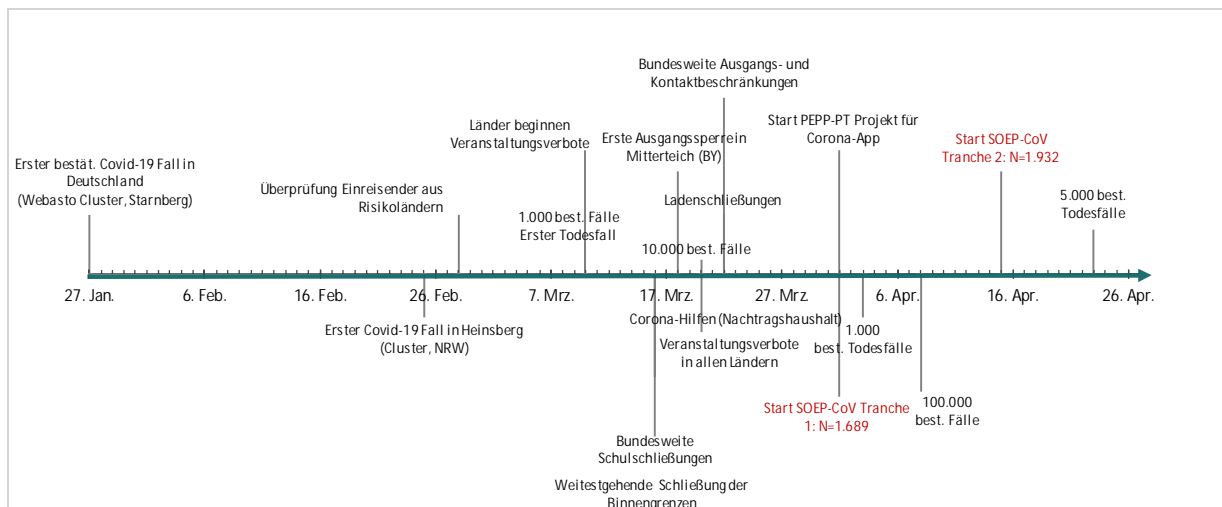 Bundesweite Ausgangs- und
Kontaktbeschränkungen
Länder beginnen
Veranstaltungsverbote
Erste Ausgangssperre in
Mitterteich (BY)
Start PEPP-PT Projekt für
Corona-App
Start SOEP-CoV
Tranche 2: N=1.932
Erster bestät. Covid-19 Fall in
Deutschland
(Webasto Cluster, Starnberg)
Überprüfung Einreisender aus
Risikoländern
1.000 best. Fälle
Erster Todesfall
Ladenschließungen
10.000 best. Fälle
5.000 best.
Todesfälle
27. Jan.
6. Feb.
16. Feb.
26. Feb.
7. Mrz.
17. Mrz.
27. Mrz.
6. Apr.
16. Apr.
26. Apr.
Erster Covid-19 Fall in Heinsberg
(Cluster, NRW)
Corona-Hilfen (Nachtragshaushalt)
Veranstaltungsverbote
in allen Ländern
1.000
best. Todesfälle
Start SOEP-CoV Tranche
1: N=1.689
100.000
best. Fälle
Bundesweite
Schulschließungen
Weitestgehende Schließung der
Binnengrenzen